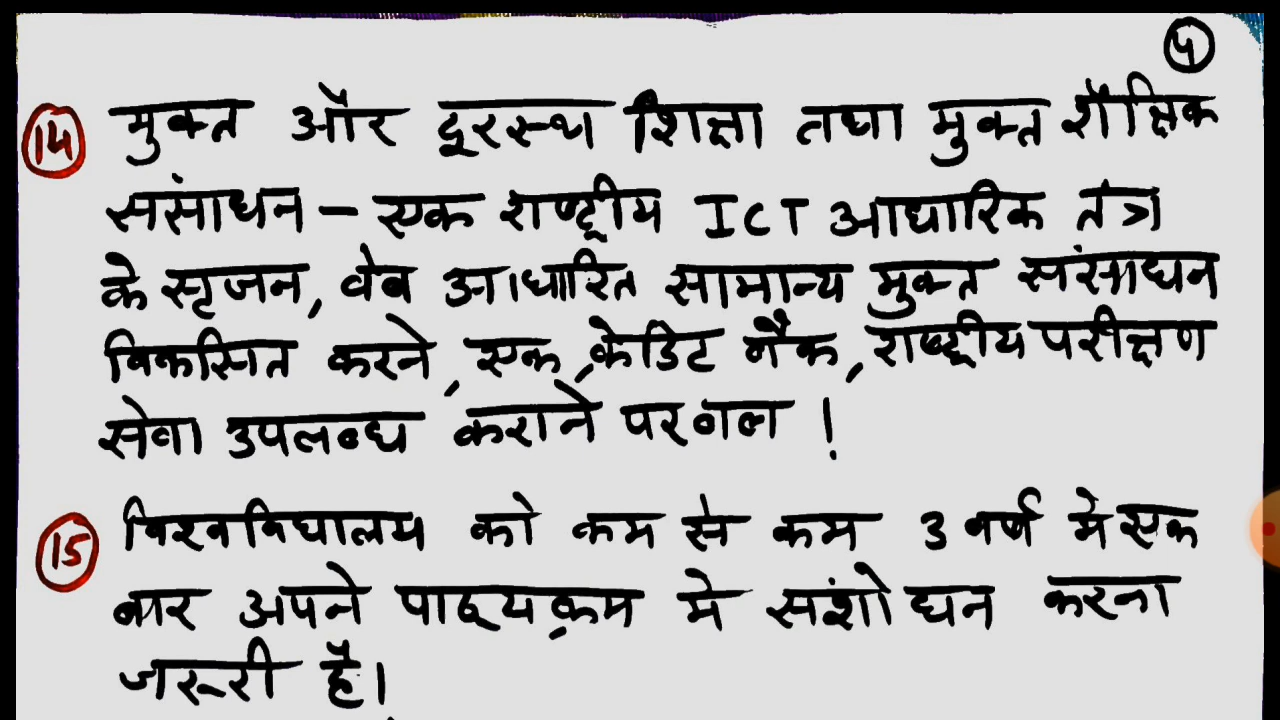 ५
14 मुक्त और दूरस्थ शिक्षा तथा मुक्त शैक्षिक
संसाधन – एक राष्ट्रीय ICT आधारिक तंत्र
के सृजन, वेब आधारित सामान्य मुक्त संसाधन
विकसित करने, एक क्रेडिट बैंक, राष्ट्रीय परीक्षण
सेवा उपलब्ध कराने पर बल !
15 विश्वविद्यालय को कम से कम 3 वर्ष मे एक
बार अपने पाठ्यक्रम मे संशोधन करना
जरूरी है।